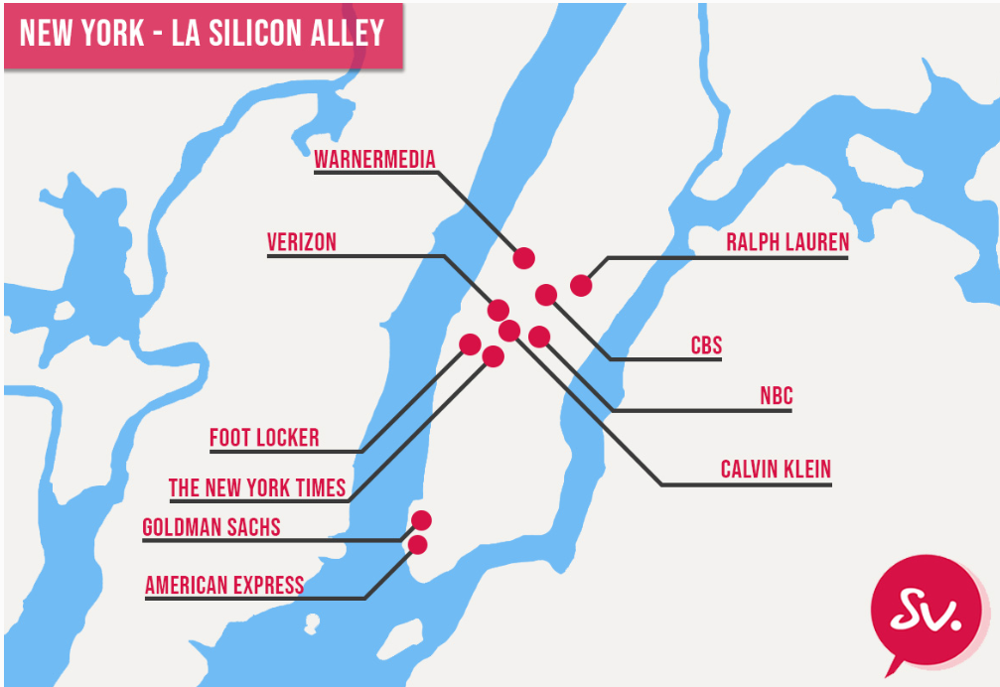 NEW YORK - LA SILICON ALLEY
WARNERMEDIA
VERIZON
RALPH LAUREN
CBS
NBC
FOOT LOCKER
CALVIN KLEIN
THE NEW YORK TIMES
GOLDMAN SACHS
AMERICAN EXPRESS
SV.